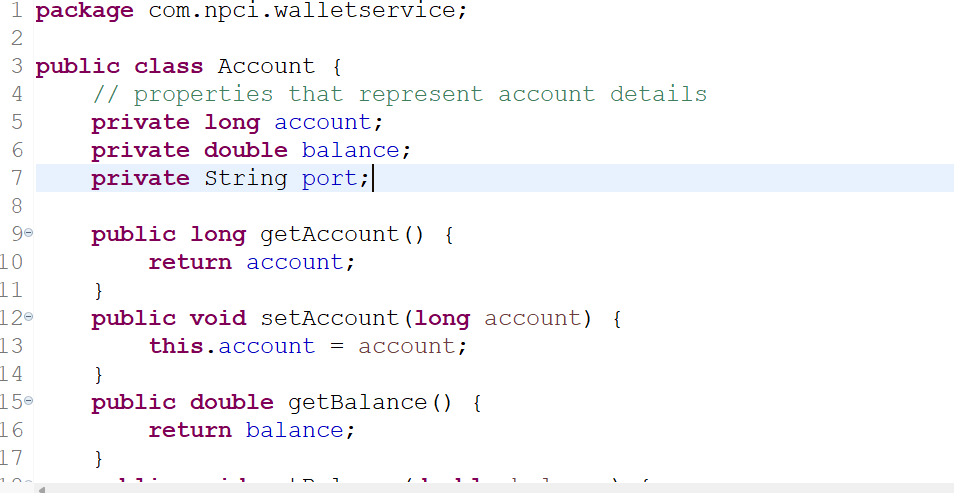 1 package com.npci.walletservice;
2
3 public class Account {
4 // properties that represent account details
5 private long account;
6 private double balance;
7 private String port;
8
9 public long getAccount() {
10 return account;
11 }
12 public void setAccount(long account) {
13 this.account = account;
14 }
15 public double getBalance() {
16 return balance;
17 }